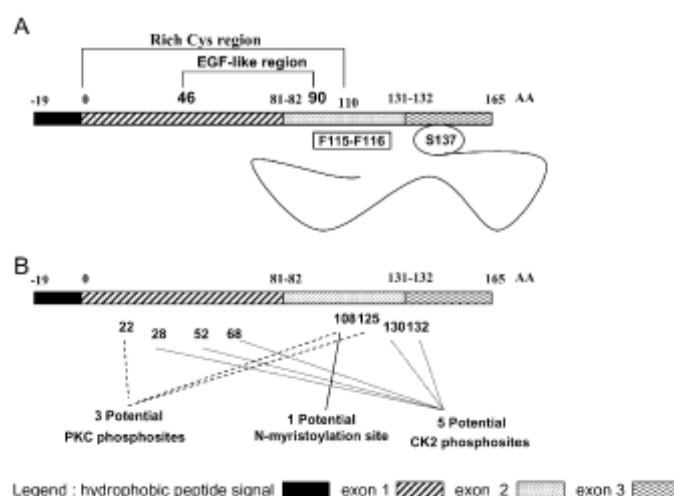 A
Rich Cys region
EGF-like region
-19 0 46 81-82 90 110 131-132 165 AA
F115-F116 S137
B
-19 0 81-82 131-132 165 AA
22 28 52 68 108 125 130 132
3 Potential
PKC phosphosites
1 Potential
N-myristoylation site
5 Potential
CK2 phosphosites
Legend : hydrophobic peptide signal exon 1 exon 2 exon 3